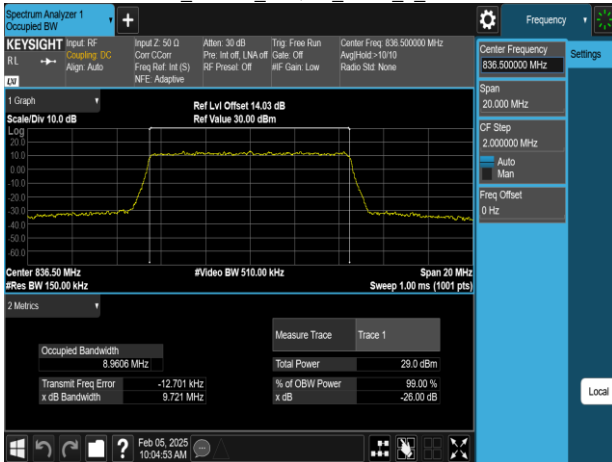 Spectrum Analyzer 1
Occupied BW
+
Frequency
KEYSIGHT
RL
LXI
Input: RF
Coupling: DC
Align: Auto
Input Z: 50 Ω
Corr CCorr
Freq Ref: Int (S)
NFE: Adaptive
Atten: 30 dB
Pre: Int off, LNA off
RF Presel: Off
Trig: Free Run
Gate: Off
#IF Gain: Low
Center Freq: 836.500000 MHz
Avg|Hold:>10/10
Radio Std: None
Center Frequency
836.500000 MHz
Settings
Span
20.000 MHz
CF Step
2.000000 MHz
Auto
Man
Freq Offset
0 Hz
Local
1 Graph
Scale/Div 10.0 dB
Ref Lvl Offset 14.03 dB
Ref Value 30.00 dBm
Log
20.0
10.0
0.00
-10.0
-20.0
-30.0
-40.0
-50.0
-60.0
Center 836.50 MHz
#Res BW 150.00 kHz
#Video BW 510.00 kHz
Span 20 MHz
Sweep 1.00 ms (1001 pts)
2 Metrics
Measure Trace
Trace 1
Occupied Bandwidth
8.9606 MHz
Total Power
29.0 dBm
Transmit Freq Error
-12.701 kHz
% of OBW Power
99.00 %
x dB Bandwidth
9.721 MHz
x dB
-26.00 dB
?
Feb 05, 2025
10:04:53 AM